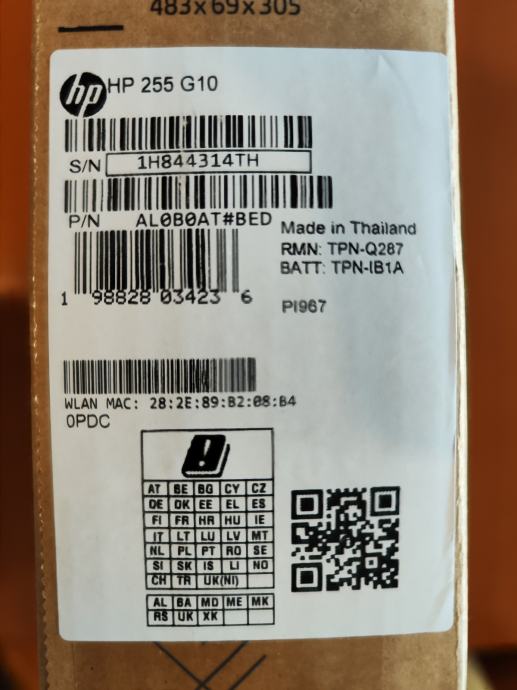 483x69x305
hp HP 255 G10
S/N 1H844314TH
P/N AL0B0AT#BED
Made in Thailand
RMN: TPN-Q287
BATT: TPN-IB1A
1 98828 03423 6
PI967
WLAN MAC: 28:2E:89:B2:08:B4
0PDC
AT BE BG CY CZ
DE DK EE EL ES
FI FR HR HU IE
IT LT LU LV MT
NL PL PT RO SE
SI SK IS LI NO
CH TR UK(NI)
AL BA MD ME MK
RS UK XK